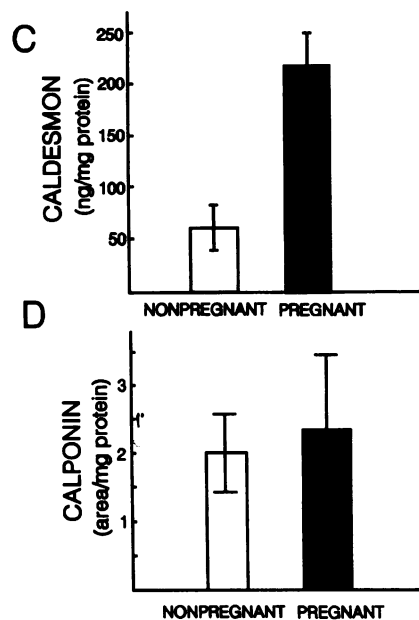 C
CALDESMON
(ng/mg protein)
250
200
150
100
50
NONPREGNANT PREGNANT
D
CALPONIN
(area/mg protein)
3
2
1
NONPREGNANT PREGNANT